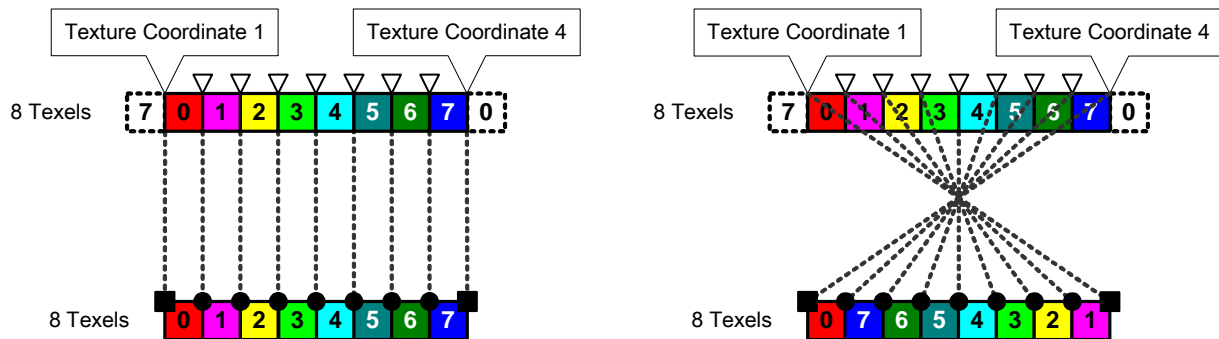 Texture Coordinate 1 Texture Coordinate 4
8 Texels 7 0 1 2 3 4 5 6 7 0
8 Texels 0 1 2 3 4 5 6 7
Texture Coordinate 1 Texture Coordinate 4
8 Texels 7 0 1 2 3 4 5 6 7 0
8 Texels 0 7 6 5 4 3 2 1